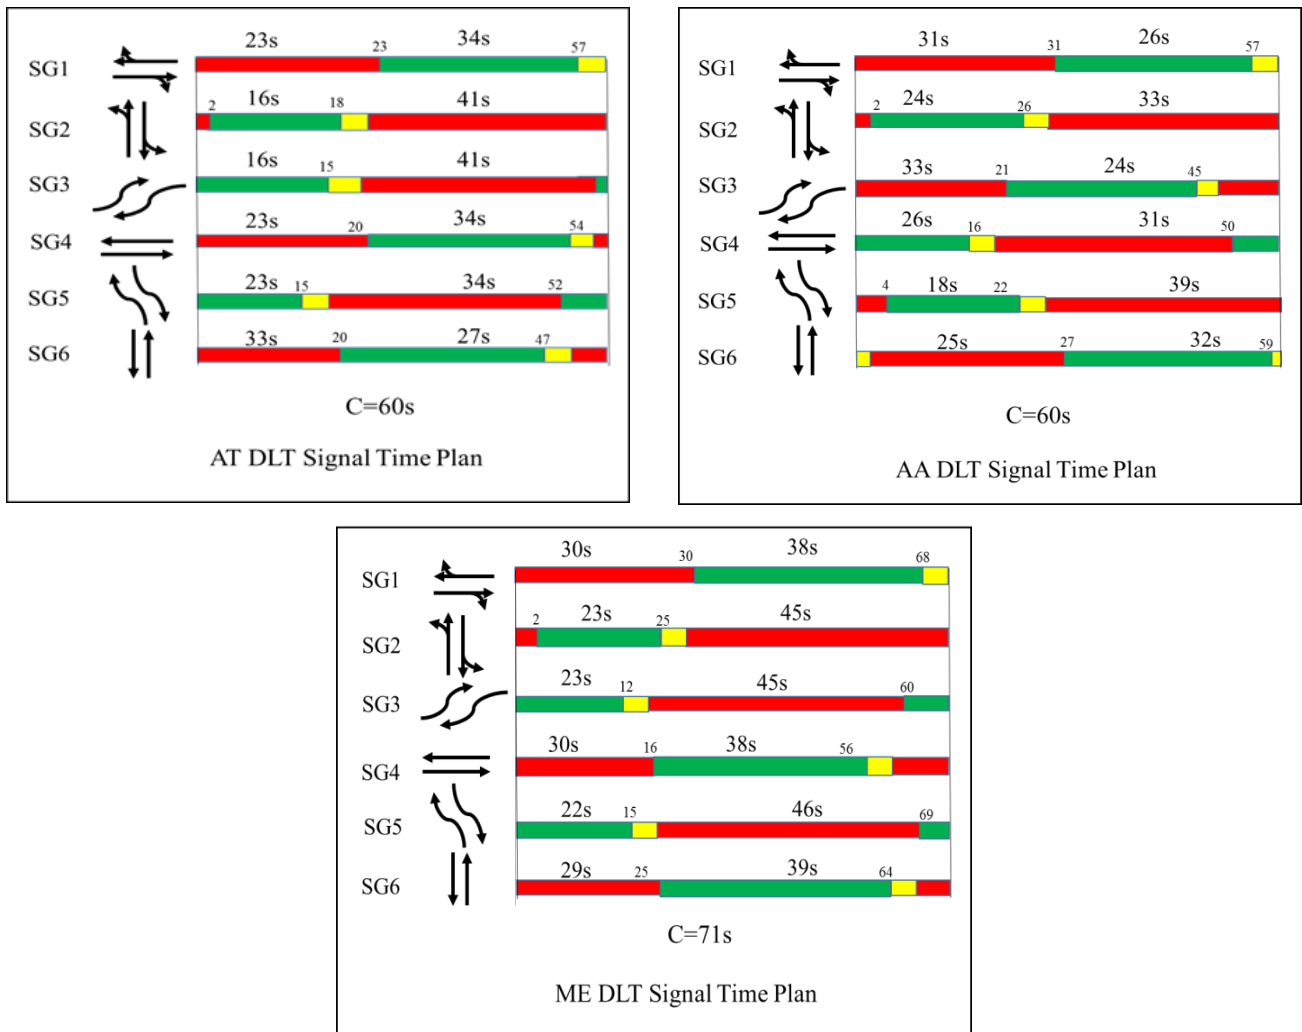 23s 23 34s 57
SG1
2 16s 18 41s
SG2
16s 15 41s
SG3
23s 20 34s 54
SG4
23s 15 34s 52
SG5
33s 20 27s 47
SG6
C=60s
AT DLT Signal Time Plan
31s 31 26s 57
SG1
2 24s 26 33s
SG2
33s 21 24s 45
SG3
26s 16 31s 50
SG4
4 18s 22 39s
SG5
25s 27 32s 59
SG6
C=60s
AA DLT Signal Time Plan
30s 30 38s 68
SG1
2 23s 25 45s
SG2
23s 12 45s 60
SG3
30s 16 38s 56
SG4
22s 15 46s 69
SG5
29s 25 39s 64
SG6
C=71s
ME DLT Signal Time Plan